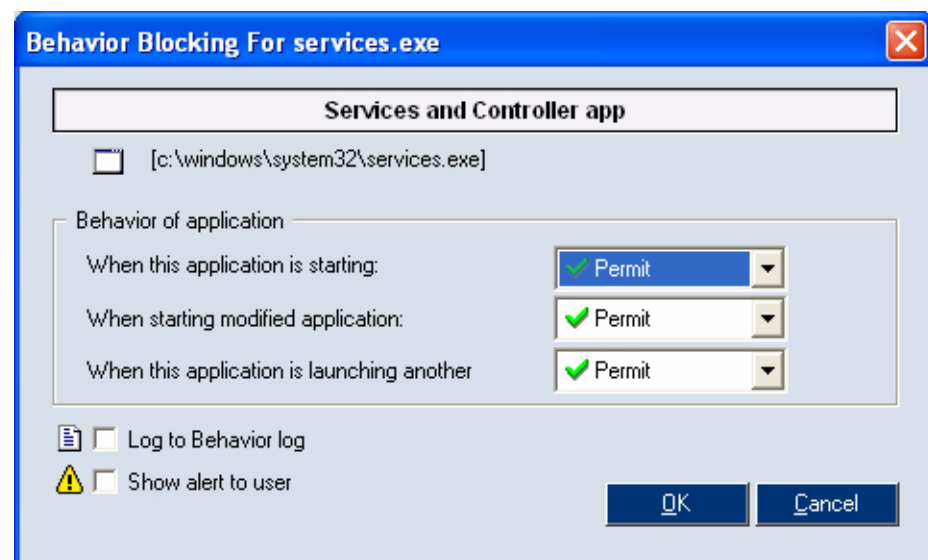 Behavior Blocking For services.exe
Services and Controller app
[c:\windows\system32\services.exe]
Behavior of application
When this application is starting: Permit
When starting modified application: Permit
When this application is launching another Permit
Log to Behavior log
Show alert to user
OK Cancel